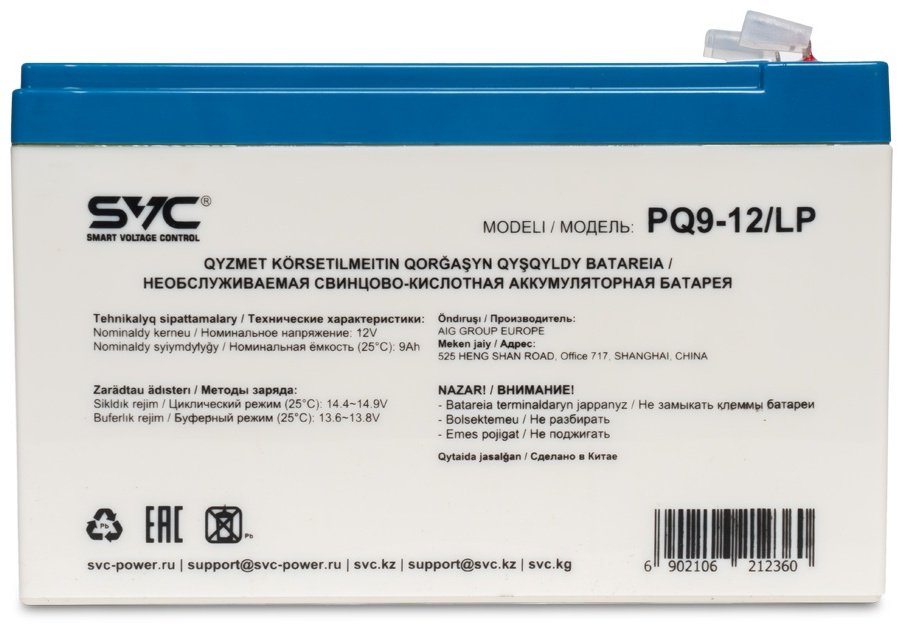 SVC®
SMART VOLTAGE CONTROL
MODELI / МОДЕЛЬ: PQ9-12/LP
QYZMET KÖRSETILMEITIN QORĞAŞYN QYŞQYLDY BATAREIA /
НЕОБСЛУЖИВАЕМАЯ СВИНЦОВО-КИСЛОТНАЯ АККУМУЛЯТОРНАЯ БАТАРЕЯ
Tehnikalyq sipattamalary / Технические характеристики:
Nominaldy kerneu / Номинальное напряжение: 12V
Nominaldy syiymdylyǵy / Номинальная ёмкость (25°C): 9Ah
Zarädtau ädısterı / Методы заряда:
Sikldık rejim / Циклический режим (25°C): 14.4~14.9V
Buferlık rejim / Буферный режим (25°C): 13.6~13.8V
Öndıruşı / Производитель:
AIG GROUP EUROPE
Meken jaiy / Адрес:
525 HENG SHAN ROAD, Office 717, SHANGHAI, CHINA
NAZAR! / ВНИМАНИЕ!
- Batareia terminaldaryn jappanyz / Не замыкать клеммы батареи
- Bolsektemeu / Не разбирать
- Emes pojigat / Не поджигать
Qytaida jasalğan / Сделано в Китае
Pb
EAC
Pb
svc-power.ru | support@svc-power.ru | svc.kz | support@svc.kz | svc.kg
6 902106 212360